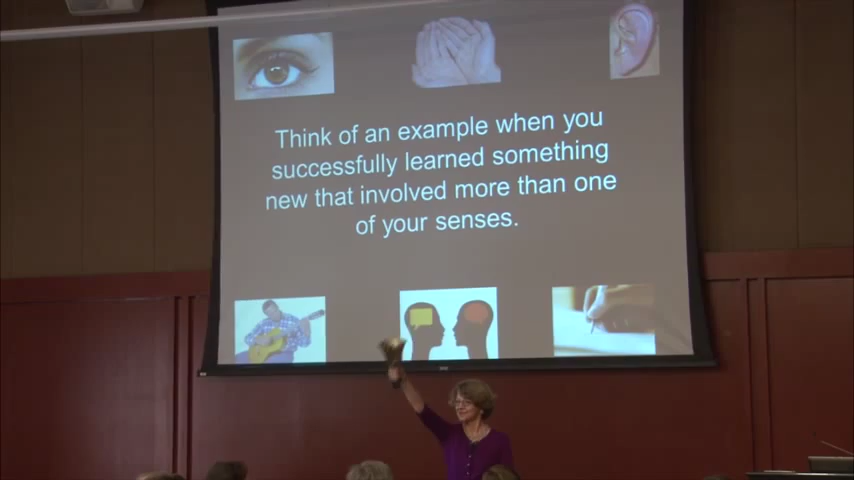 Think of an example when you
successfully learned something
new that involved more than one
of your senses.